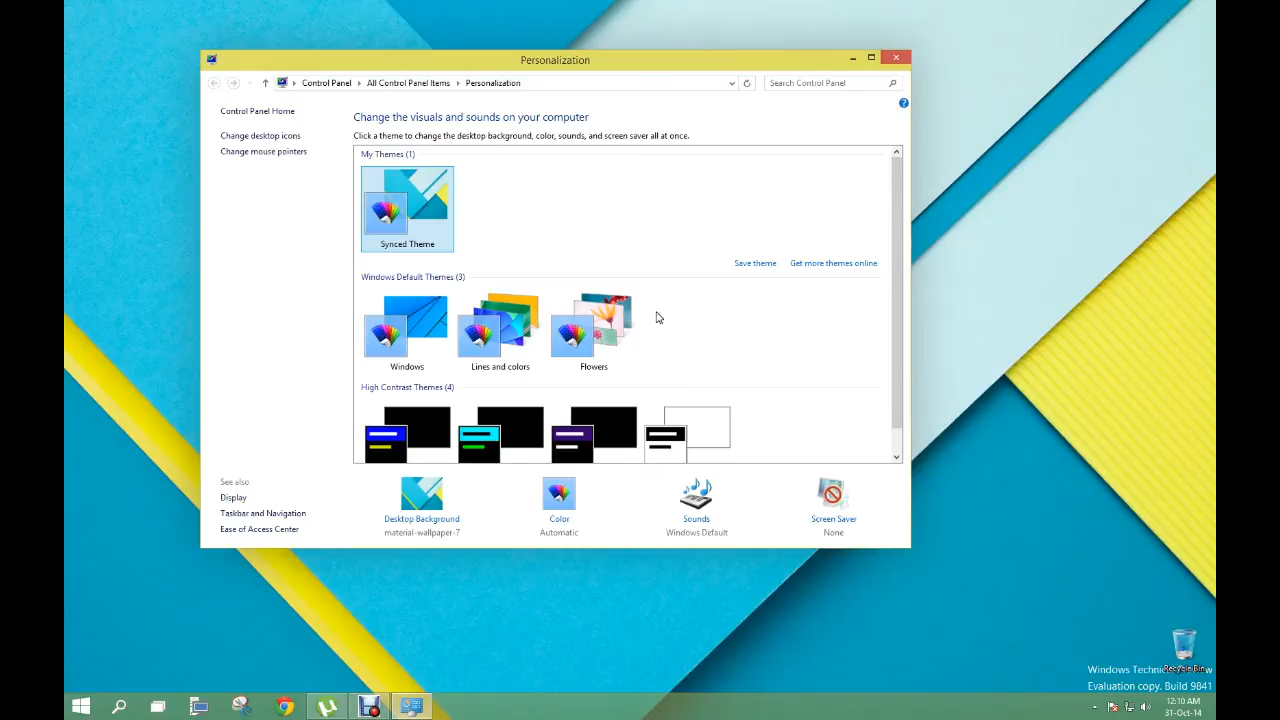 Personalization
Control Panel
All Control Panel Items
Personalization
Search Control Panel
Control Panel Home
Change desktop icons
Change mouse pointers
Change the visuals and sounds on your computer
Click a theme to change the desktop background, color, sounds, and screen saver all at once.
My Themes (1)
Synced Theme
Save theme
Get more themes online
Windows Default Themes (3)
Windows
Lines and colors
Flowers
High Contrast Themes (4)
See also
Display
Taskbar and Navigation
Ease of Access Center
Desktop Background
material-wallpaper-7
Color
Automatic
Sounds
Windows Default
Screen Saver
None
Recycle Bin
Windows
Evaluation copy. Build 9841
12:10 AM
31-Oct-14